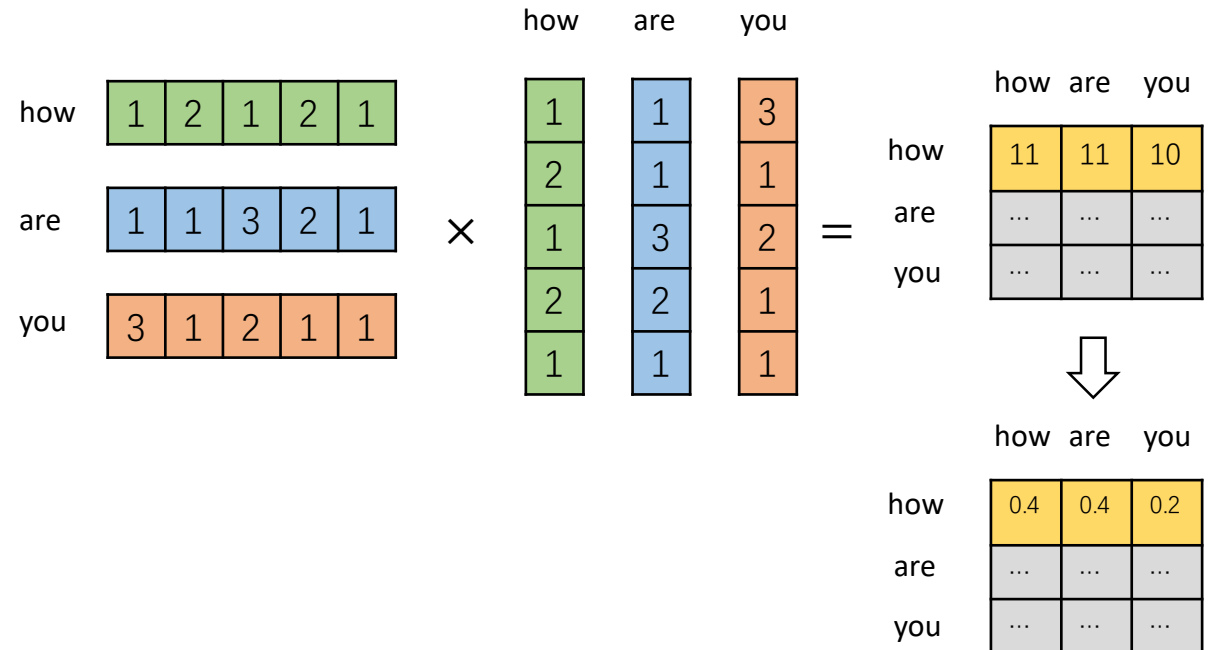 how are you
how 1 2 1 2 1
are 1 1 3 2 1
you 3 1 2 1 1
×
1 1 3
2 1 1
1 3 2
2 2 1
1 1 1
=
how are you
how 11 11 10
are ... ... ...
you ... ... ...
how are you
how 0.4 0.4 0.2
are ... ... ...
you ... ... ...